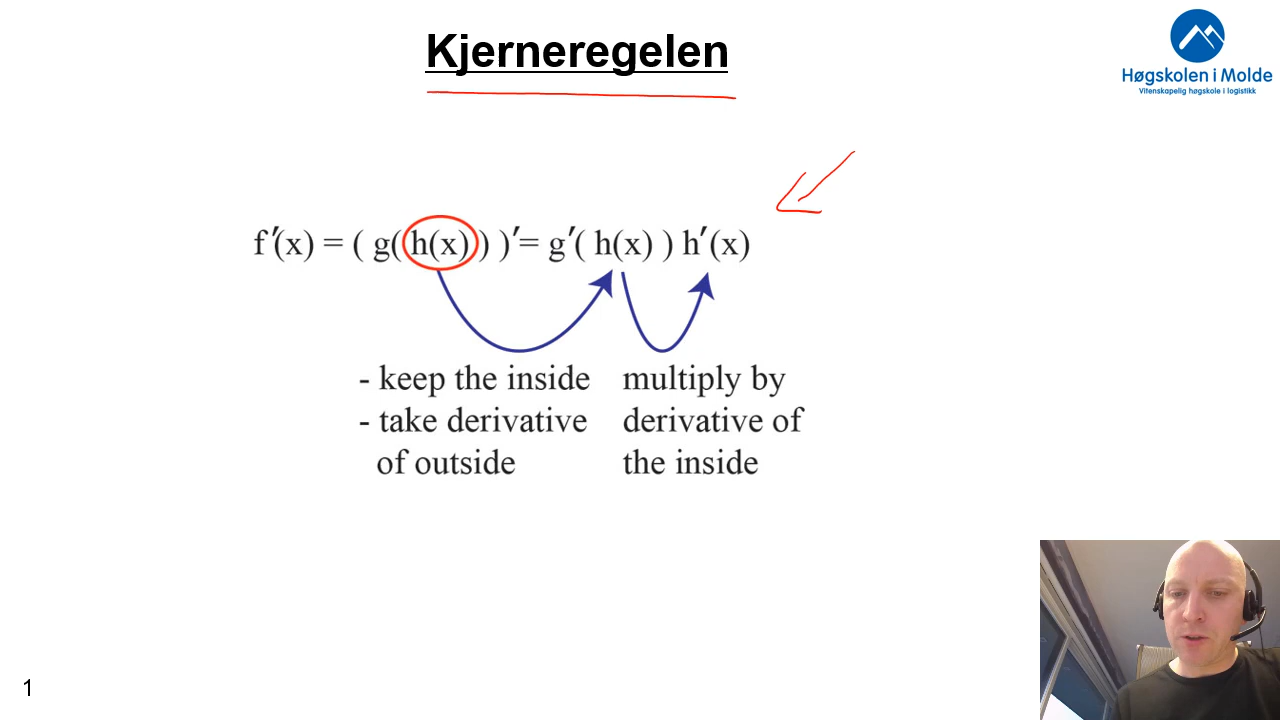 Kjerneregelen
Høgskolen i Molde
Vitenskapelig høgskole i logistikk
f′(x) = ( g( h(x) ) )′= g′( h(x) ) h′(x)
- keep the inside
- take derivative
of outside
multiply by
derivative of
the inside
1